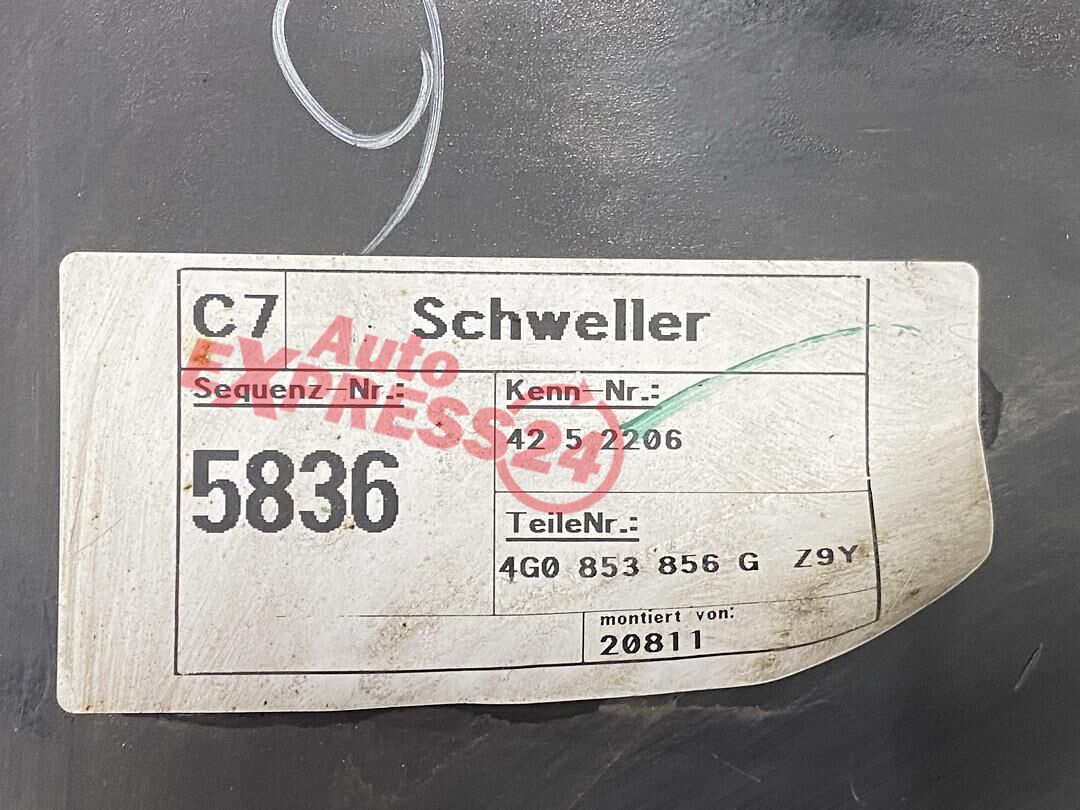 9
C7 Schweller
Auto
EXPRESS24
Sequenz-Nr.:
5836
Kenn-Nr.:
42 5 2206
TeileNr.:
4G0 853 856 G Z9Y
montiert von:
20811